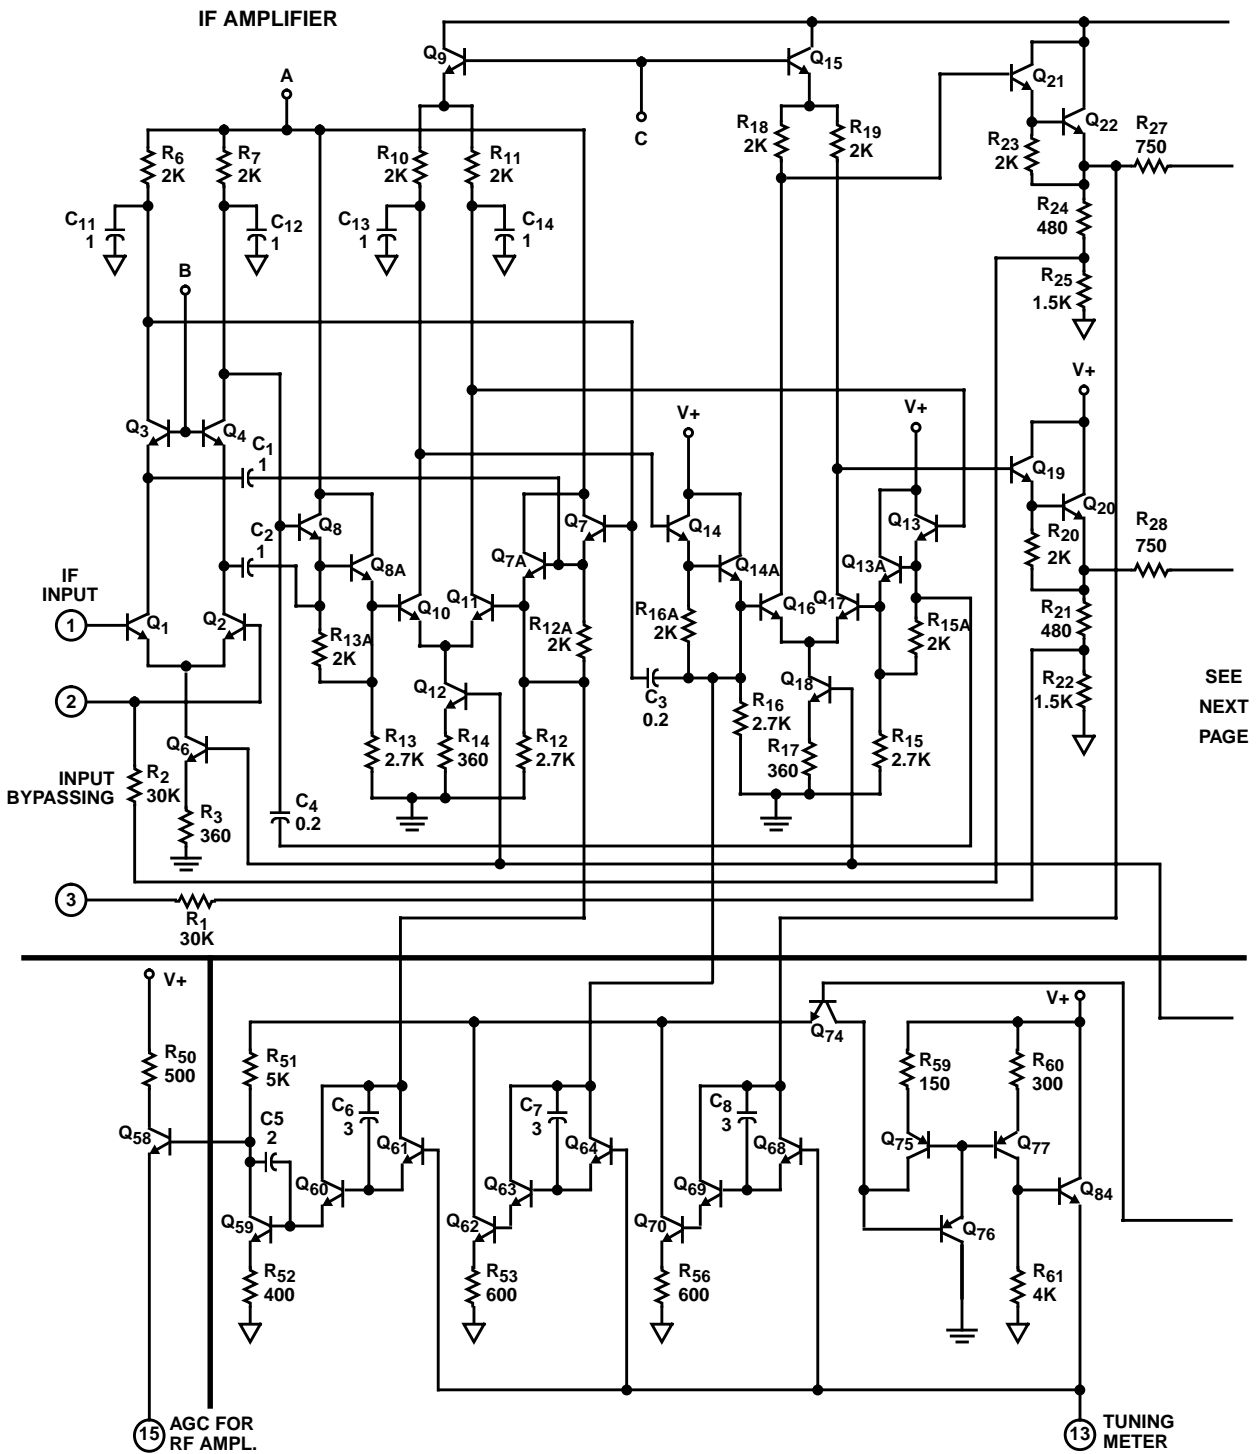 IF AMPLIFIER
A
B
C
Q9
Q15
Q21
Q22
R27
750
R6
2K
R7
2K
R10
2K
R11
2K
R18
2K
R19
2K
R23
2K
C11
1
C12
1
C13
1
C14
1
R24
480
R25
1.5K
V+
V+
V+
Q3
Q4
C1
1
C2
1
Q8
Q8A
Q7
Q7A
Q14
Q14A
Q13
Q13A
Q19
Q20
R20
2K
R28
750
IF
INPUT
1
Q1
Q2
Q10
Q11
R12A
2K
R16A
2K
Q16
Q17
R15A
2K
R13A
2K
R21
480
R22
1.5K
2
Q6
Q12
Q18
C3
0.2
R16
2.7K
R13
2.7K
R14
360
R12
2.7K
R17
360
R15
2.7K
SEE
NEXT
PAGE
INPUT
BYPASSING
R2
30K
R3
360
C4
0.2
3
R1
30K
V+
V+
Q74
R50
500
R51
5K
C5
2
C6
3
C7
3
C8
3
R59
150
R60
300
Q58
Q61
Q64
Q68
Q75
Q77
Q60
Q63
Q69
Q84
Q59
Q62
Q70
Q76
R52
400
R53
600
R56
600
R61
4K
15
AGC FOR
RF AMPL.
13
TUNING
METER